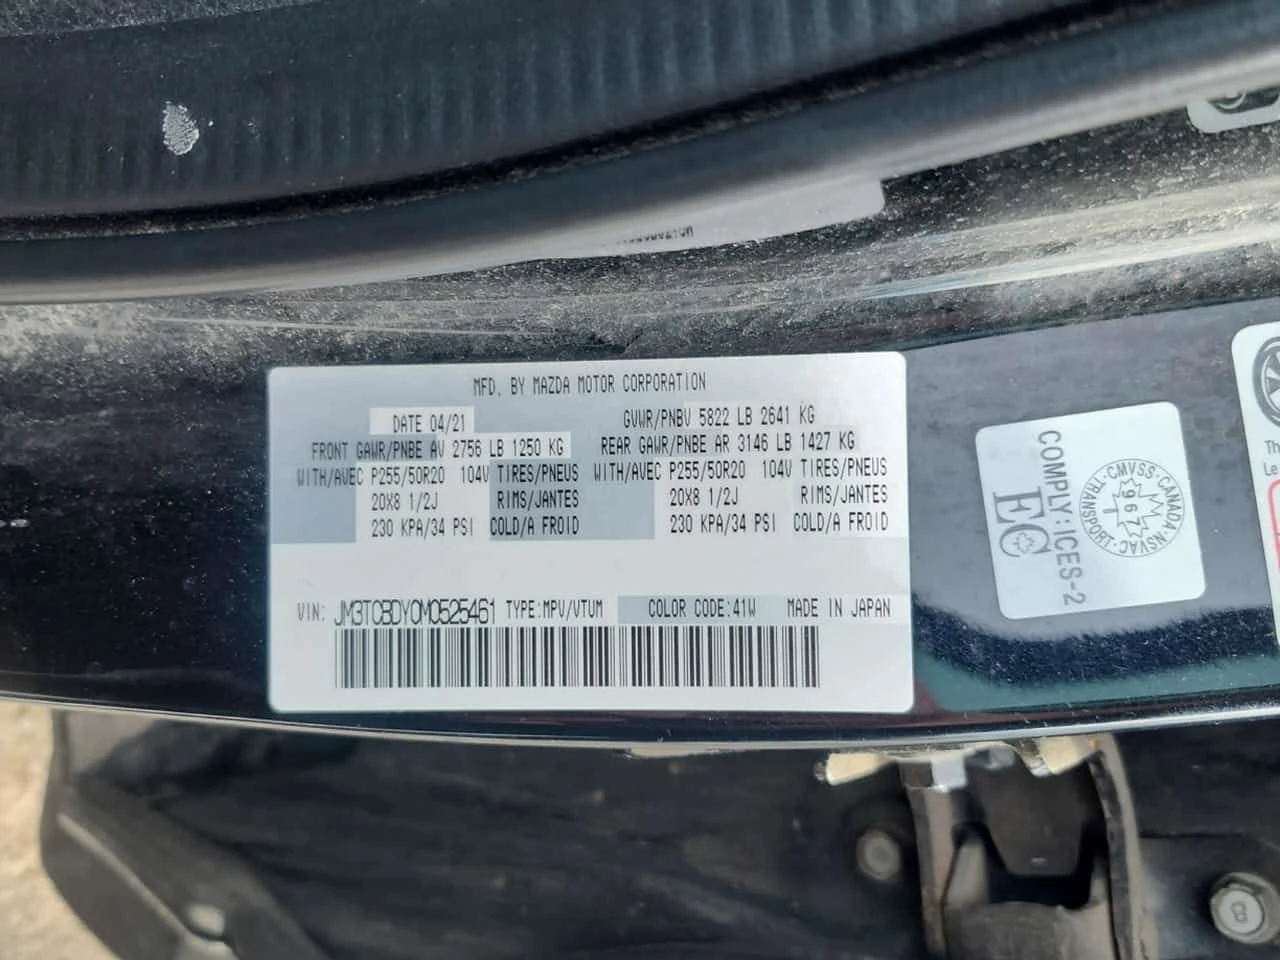 MFD. BY MAZDA MOTOR CORPORATION
DATE 04/21 GVWR/PNBV 5822 LB 2641 KG
FRONT GAWR/PNBE AV 2756 LB 1250 KG REAR GAWR/PNBE AR 3146 LB 1427 KG
WITH/AVEC P255/50R20 104V TIRES/PNEUS WITH/AVEC P255/50R20 104V TIRES/PNEUS
20X8 1/2J RIMS/JANTES 20X8 1/2J RIMS/JANTES
230 KPA/34 PSI COLD/A FROID 230 KPA/34 PSI COLD/A FROID
VIN: JM3TCBDY0M0525461 TYPE:MPV/VTUM COLOR CODE:41W MADE IN JAPAN
COMPLY:ICES-2
EC
CMVSS·CANADA·NSVAC·TRANSPORT·
967
T
Th
Le
8